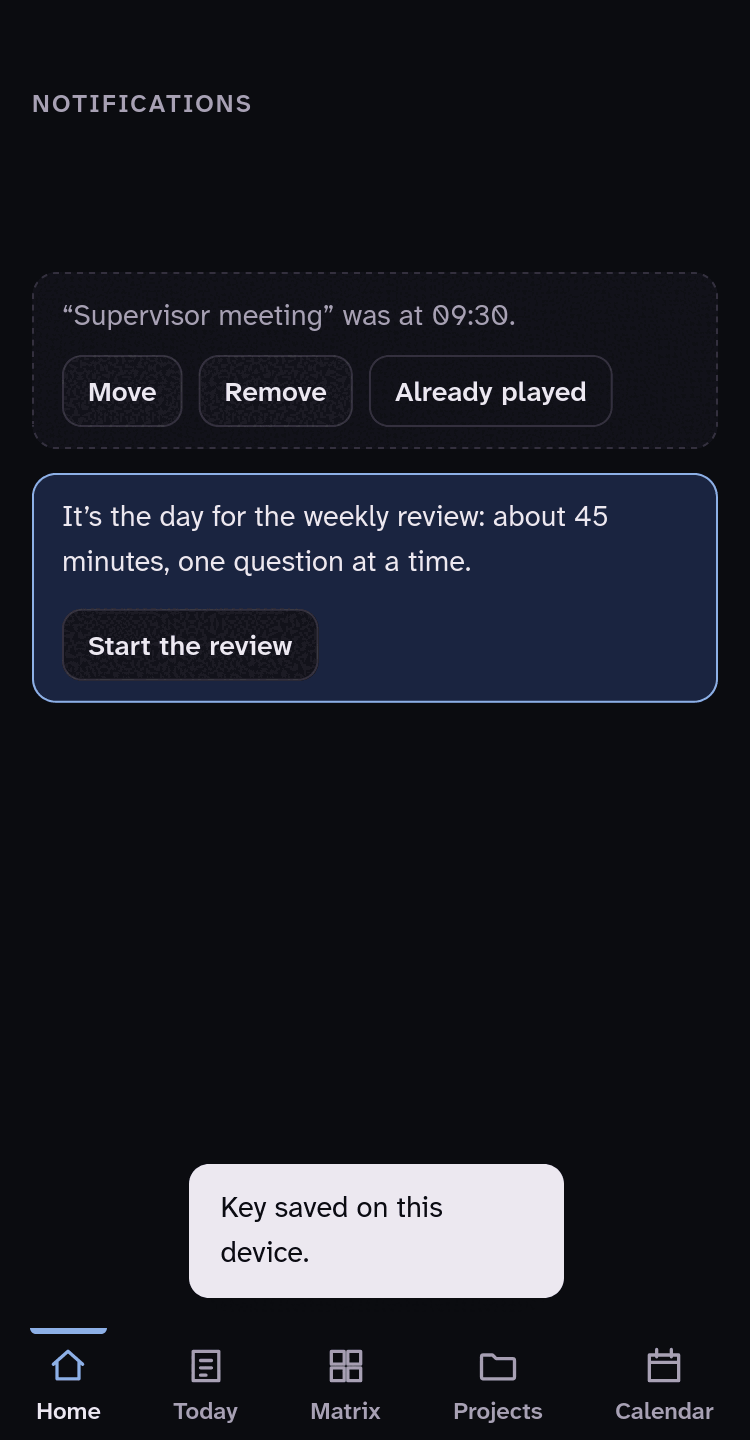 NOTIFICATIONS
“Supervisor meeting” was at 09:30.
Move
Remove
Already played
It’s the day for the weekly review: about 45
minutes, one question at a time.
Start the review
Key saved on this
device.
Home
Today
Matrix
Projects
Calendar